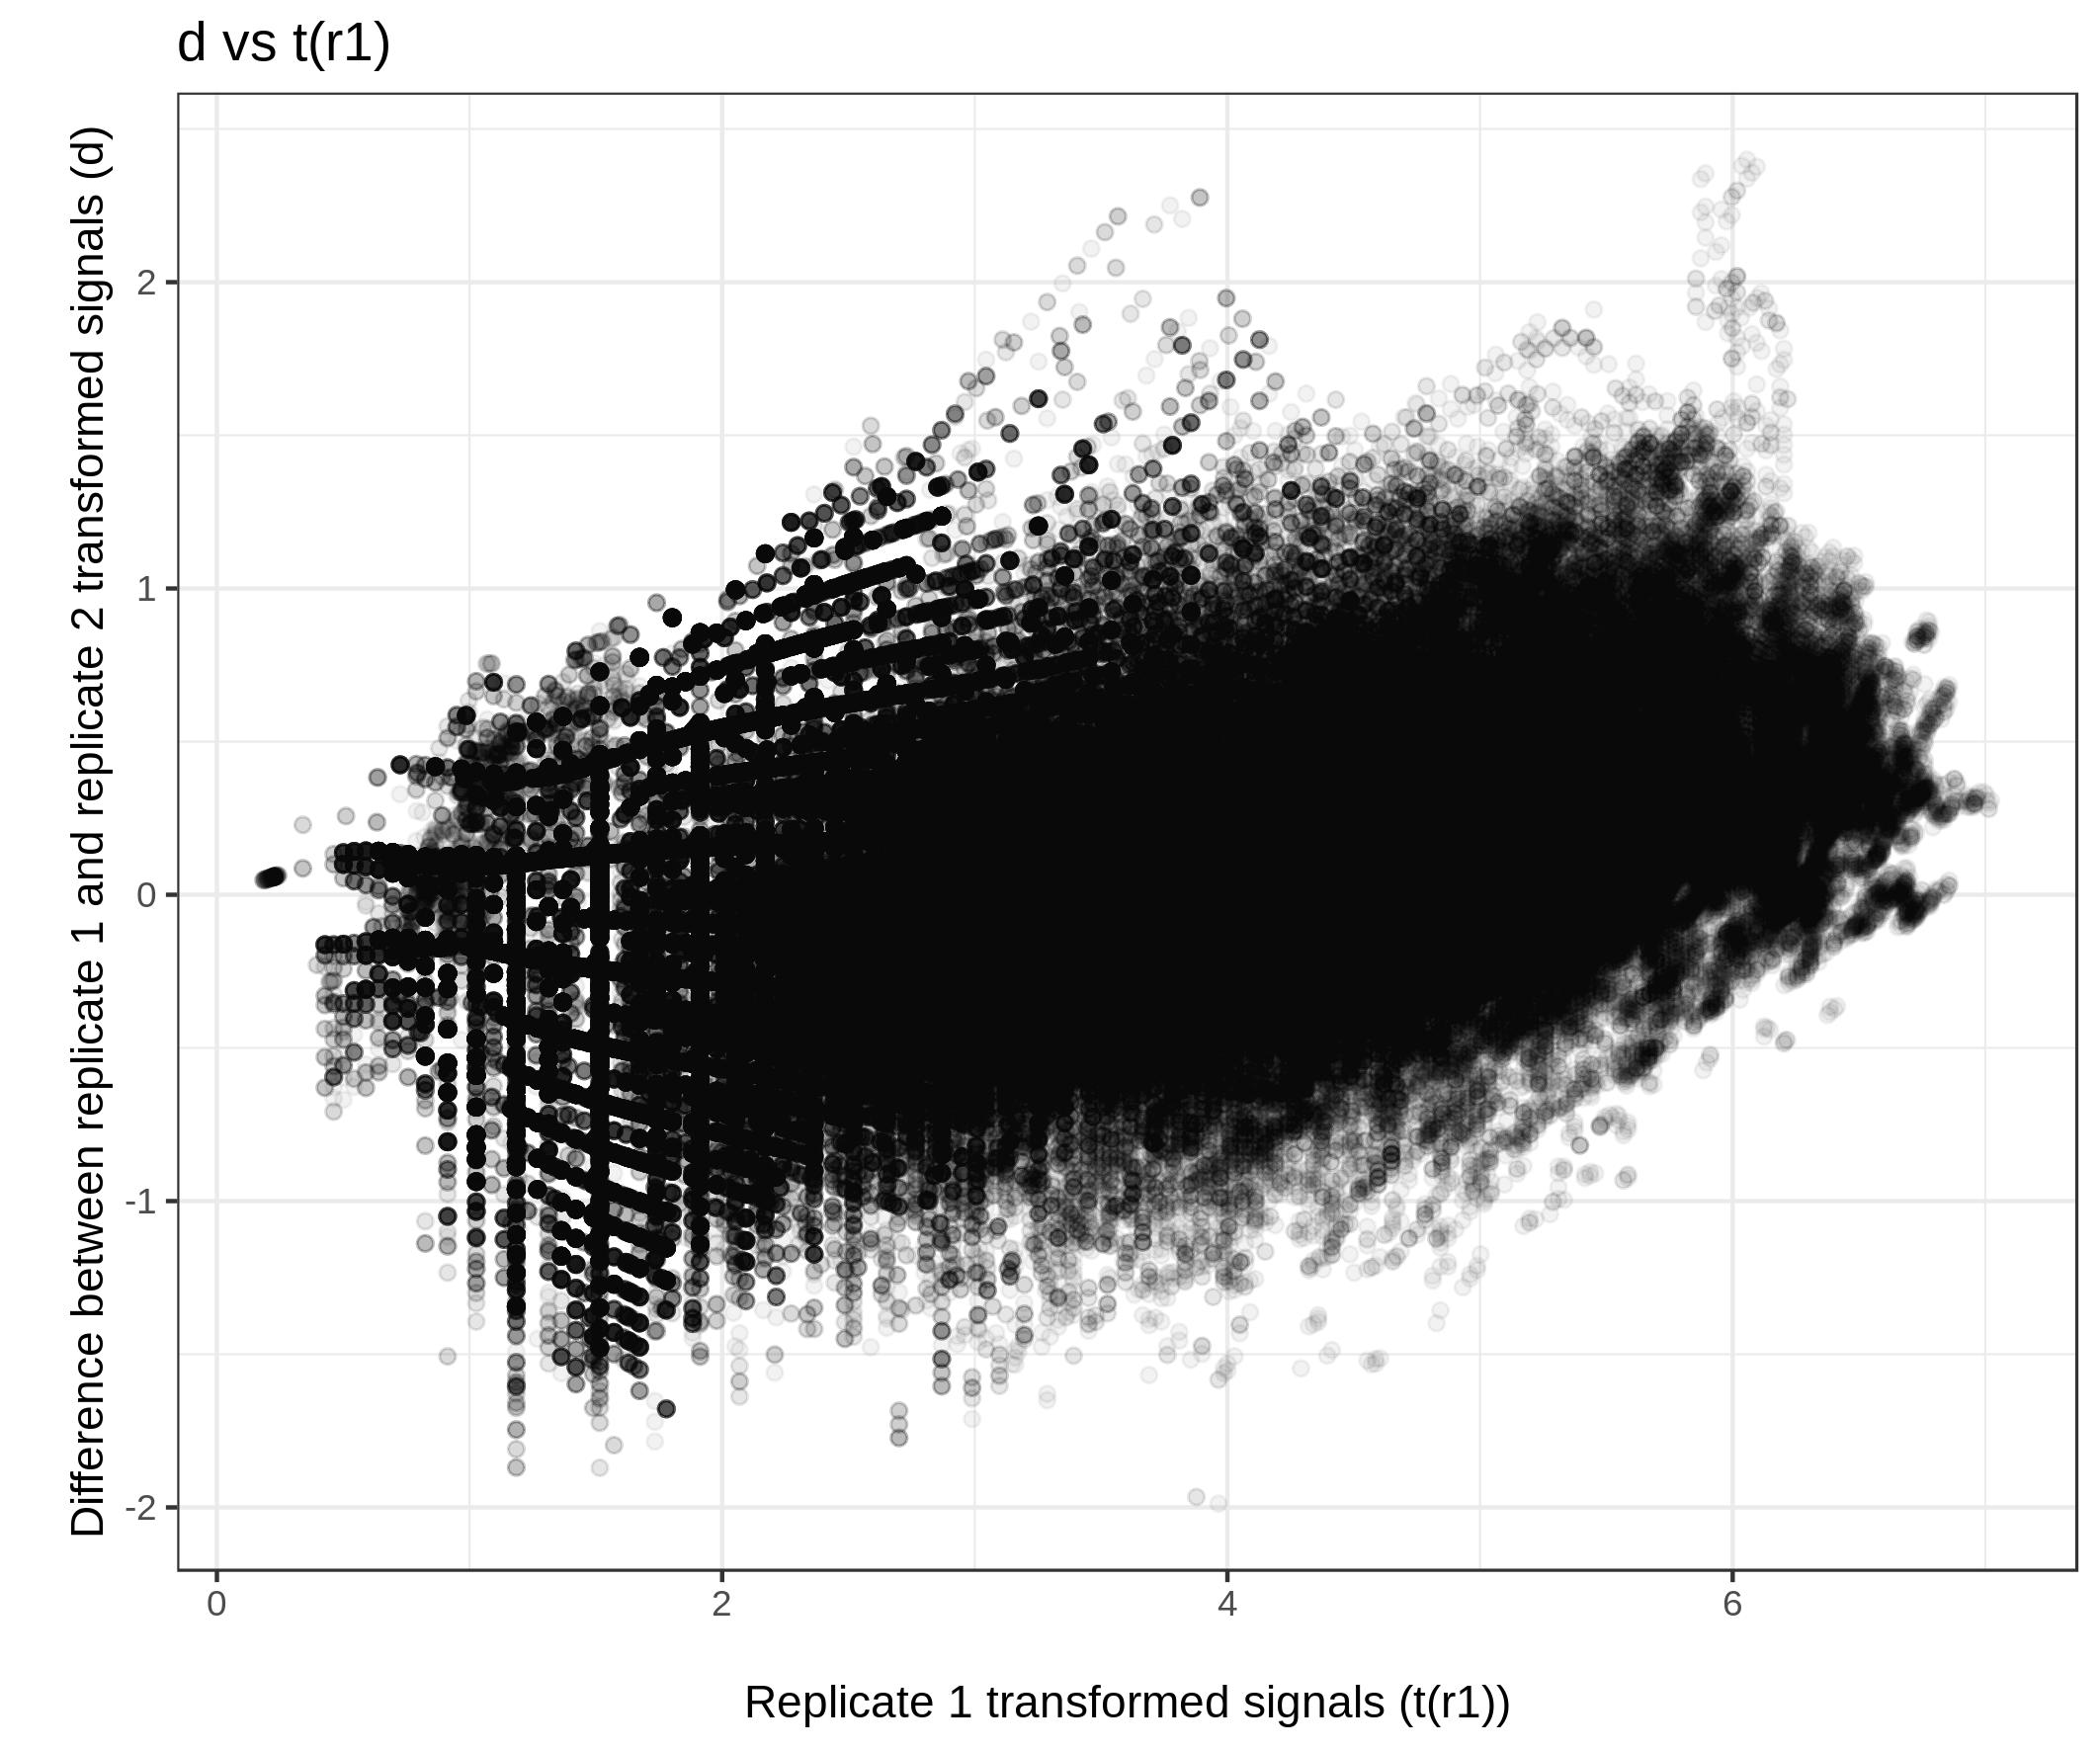 d vs t(r1)
Difference between replicate 1 and replicate 2 transformed signals (d)
2
1
0
-1
-2
0 2 4 6
Replicate 1 transformed signals (t(r1))